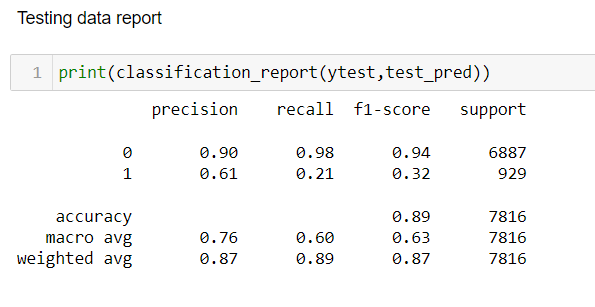 Testing data report
1 print(classification_report(ytest,test_pred))
precision recall f1-score support
0 0.90 0.98 0.94 6887
1 0.61 0.21 0.32 929
accuracy 0.89 7816
macro avg 0.76 0.60 0.63 7816
weighted avg 0.87 0.89 0.87 7816